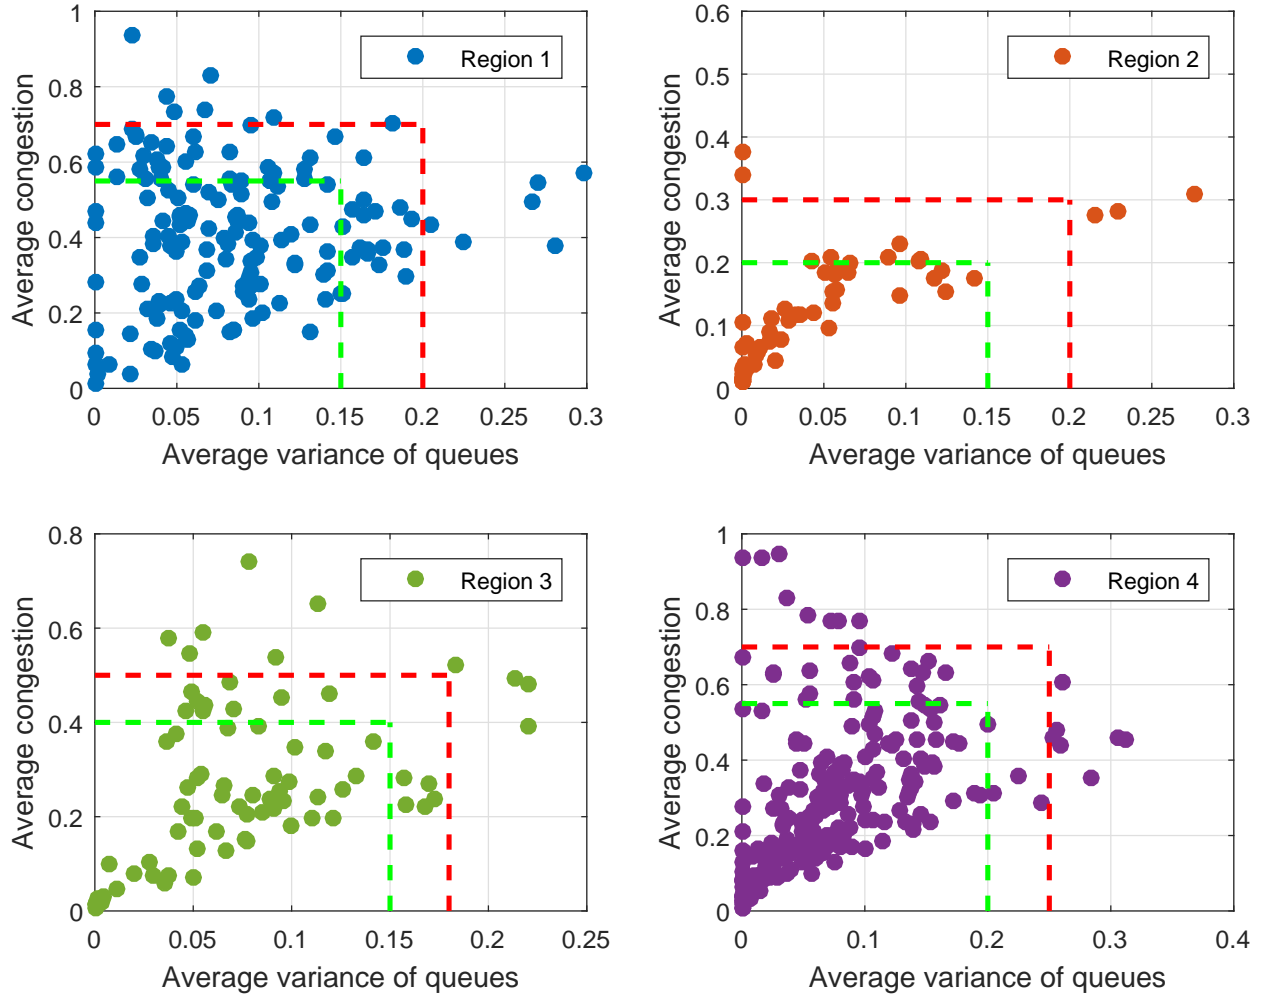 Region 1
Average congestion
1
0.8
0.6
0.4
0.2
0
0 0.05 0.1 0.15 0.2 0.25 0.3
Average variance of queues
Region 2
Average congestion
0.6
0.5
0.4
0.3
0.2
0.1
0
0 0.05 0.1 0.15 0.2 0.25 0.3
Average variance of queues
Region 3
Average congestion
0.8
0.6
0.4
0.2
0
0 0.05 0.1 0.15 0.2 0.25
Average variance of queues
Region 4
Average congestion
1
0.8
0.6
0.4
0.2
0
0 0.1 0.2 0.3 0.4
Average variance of queues